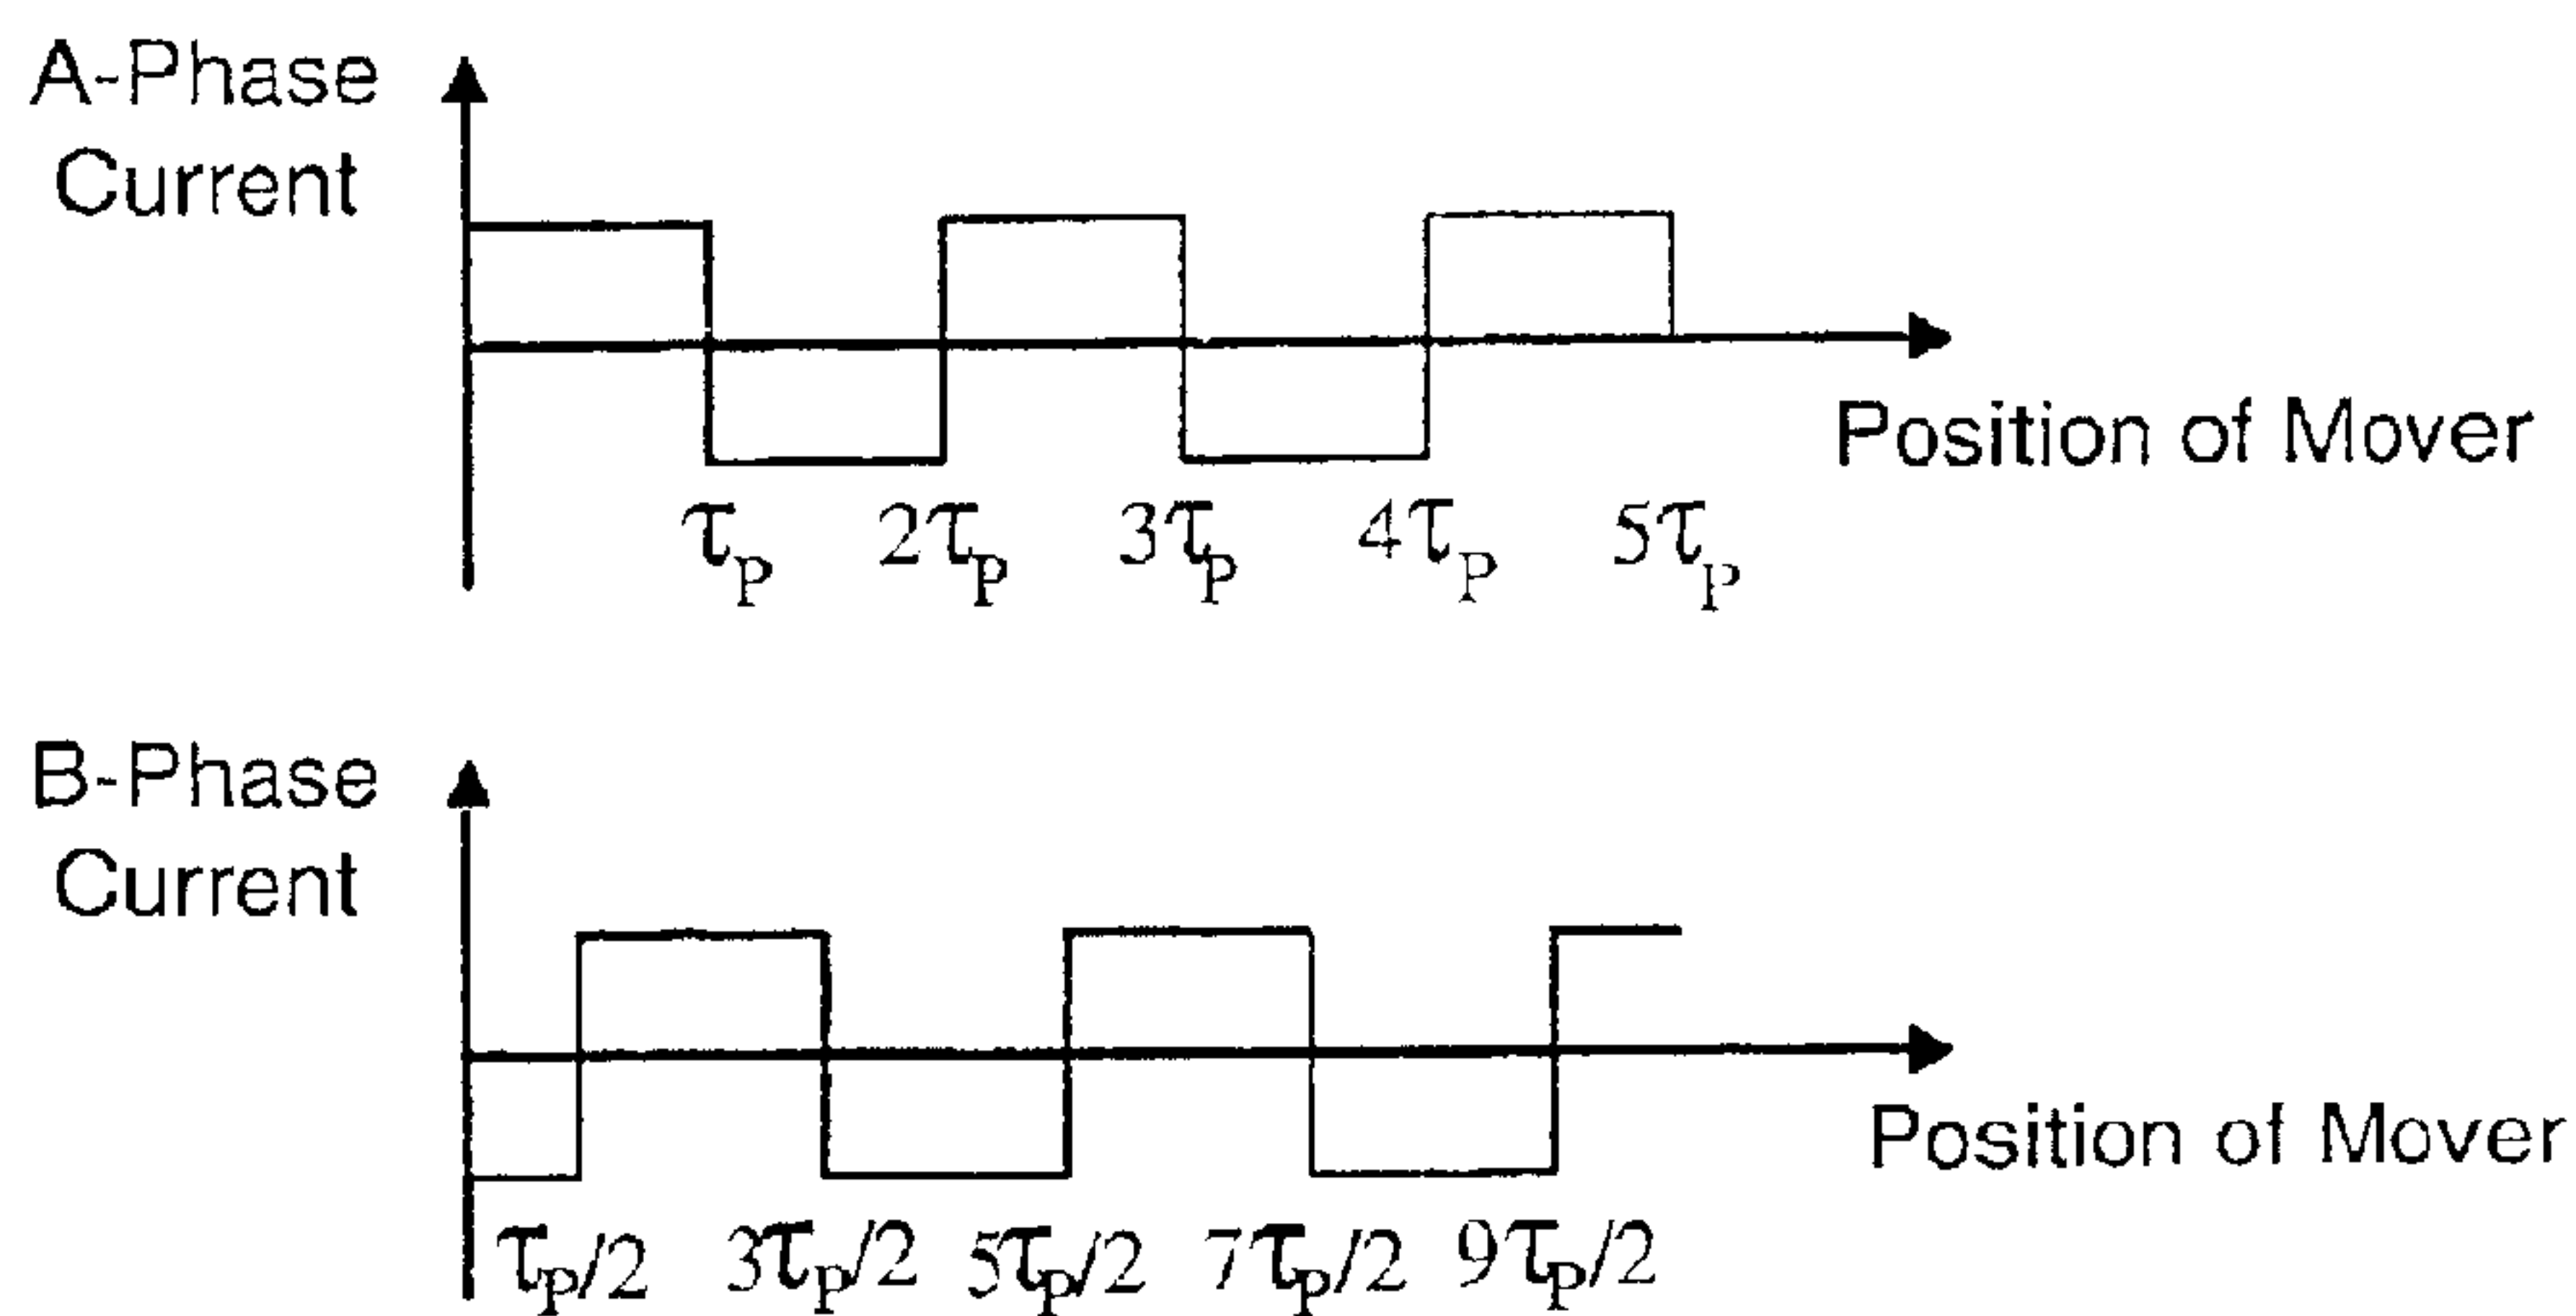 A-Phase
Current
Position of Mover
τP 2τP 3τP 4τP 5τP
B-Phase
Current
Position of Mover
τP/2 3τP/2 5τP/2 7τP/2 9τP/2